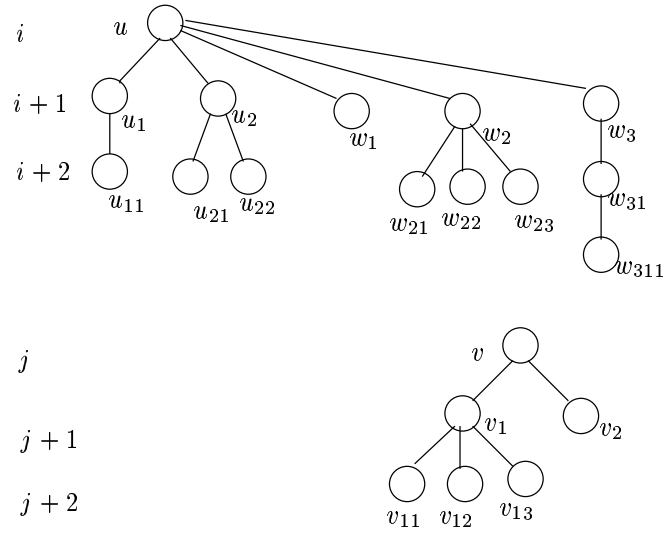 i u
i + 1 u₁ u₂ w₁ w₂ w₃
i + 2 u₁₁ u₂₁ u₂₂ w₂₁ w₂₂ w₂₃ w₃₁
w₃₁₁
j v
j + 1 v₁ v₂
j + 2 v₁₁ v₁₂ v₁₃